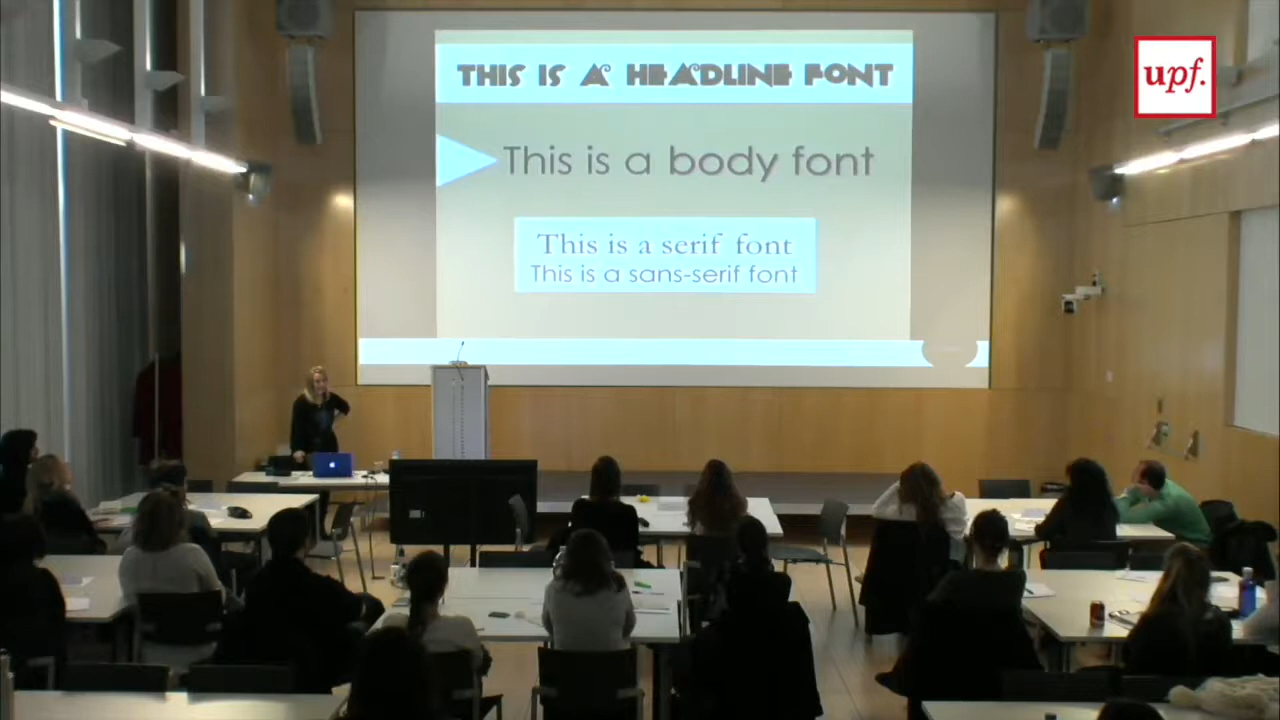 upf.
THIS IS A HEADLINE FONT
This is a body font
This is a serif font
This is a sans-serif font